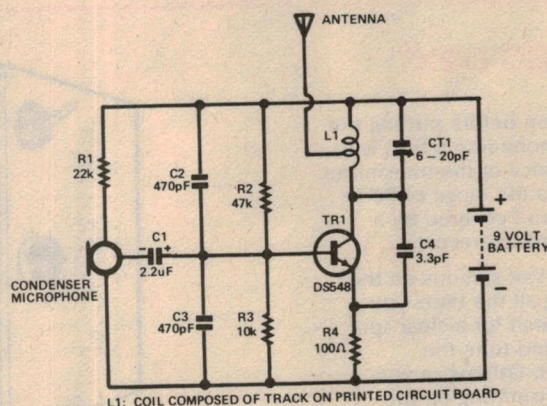 ANTENNA
L1
CT1
6 – 20pF
R1
22k
C2
470pF
R2
47k
TR1
C1
+
2.2uF
C4
3.3pF
+
9 VOLT
BATTERY
–
CONDENSER
MICROPHONE
DS548
C3
470pF
R3
10k
R4
100Ω
L1: COIL COMPOSED OF TRACK ON PRINTED CIRCUIT BOARD